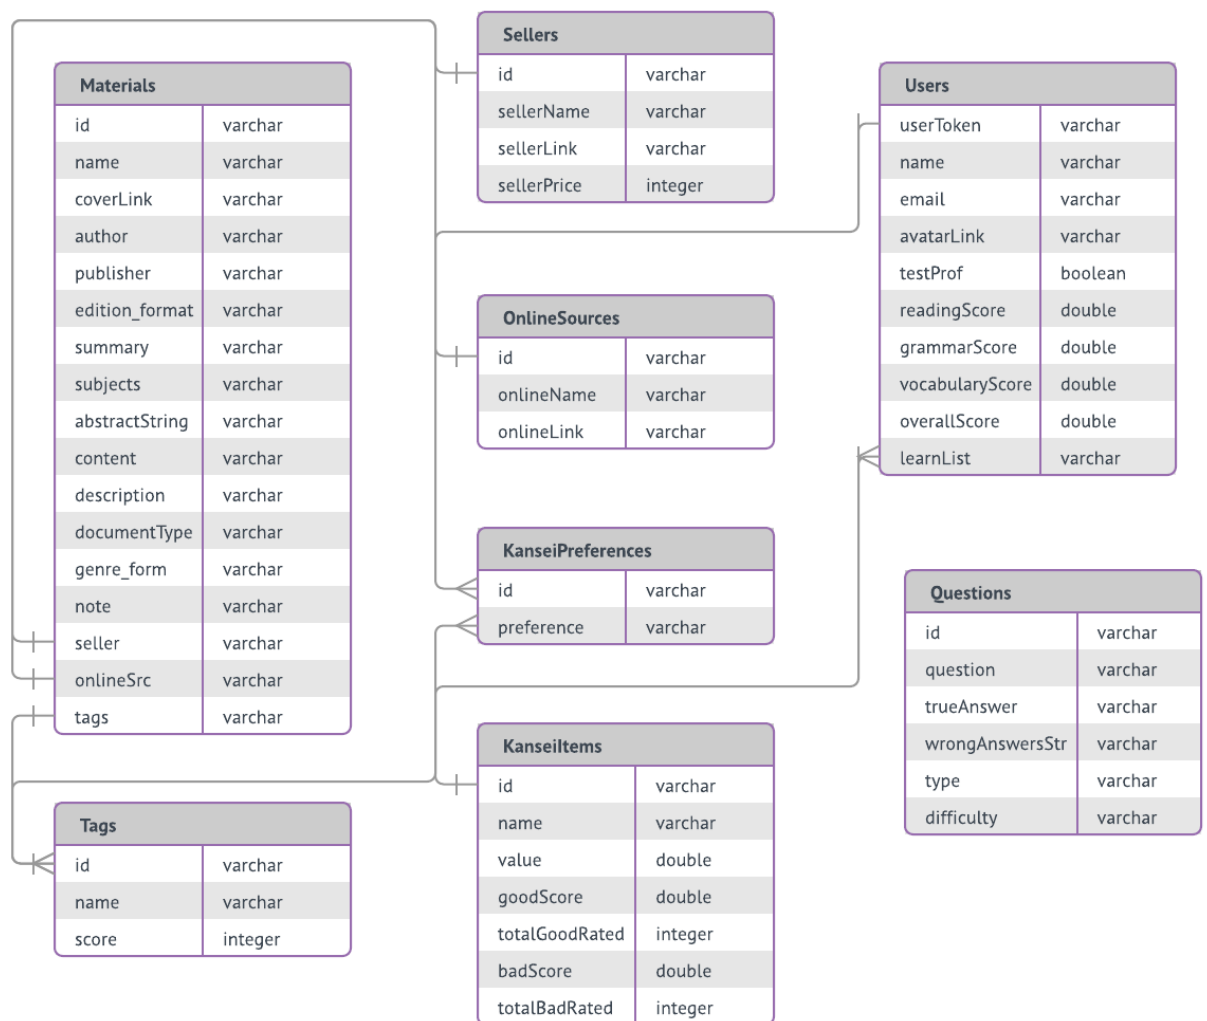 Sellers
id varchar
sellerName varchar
sellerLink varchar
sellerPrice integer
Materials
id varchar
name varchar
coverLink varchar
author varchar
publisher varchar
edition_format varchar
summary varchar
subjects varchar
abstractString varchar
content varchar
description varchar
documentType varchar
genre_form varchar
note varchar
seller varchar
onlineSrc varchar
tags varchar
Users
userToken varchar
name varchar
email varchar
avatarLink varchar
testProf boolean
readingScore double
grammarScore double
vocabularyScore double
overallScore double
learnList varchar
OnlineSources
id varchar
onlineName varchar
onlineLink varchar
KanseiPreferences
id varchar
preference varchar
Questions
id varchar
question varchar
trueAnswer varchar
wrongAnswersStr varchar
type varchar
difficulty varchar
KanseiItems
id varchar
name varchar
value double
goodScore double
totalGoodRated integer
badScore double
totalBadRated integer
Tags
id varchar
name varchar
score integer